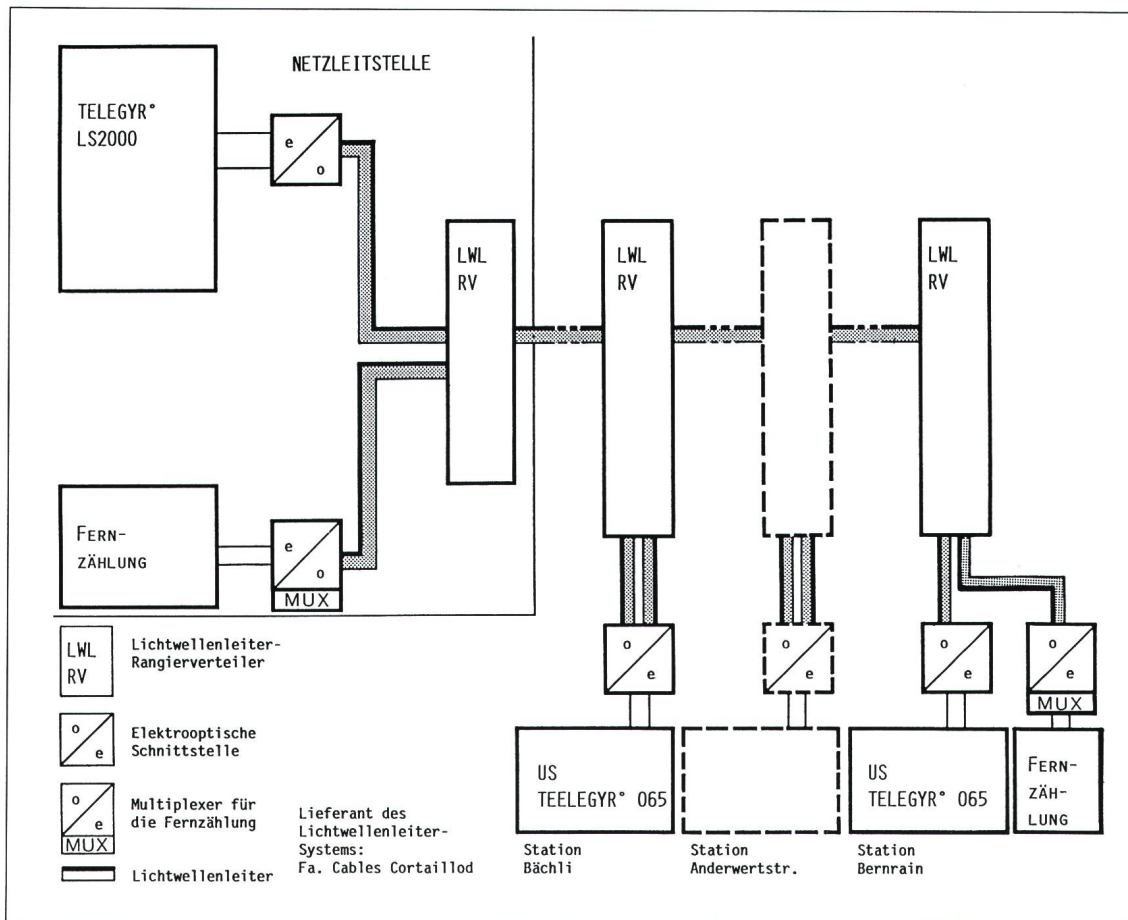 NETZLEITSTELLE
TELEGYR°
LS2000
e
o
LWL
RV
LWL
RV
LWL
RV
FERN-
ZÄHLUNG
e
o
MUX
o
e
o
e
o
e
o
e
MUX
US
TEELEGYR° 065
US
TELEGYR° 065
FERN-
ZÄH-
LUNG
Station
Bächli
Station
Anderwertstr.
Station
Bernrain
LWL
RV
Lichtwellenleiter-
Rangierverteiler
o
e
Elektrooptische
Schnittstelle
o
e
MUX
Multiplexer für
die Fernzählung
Lichtwellenleiter
Lieferant des
Lichtwellenleiter-
Systems:
Fa. Cables Cortaillod